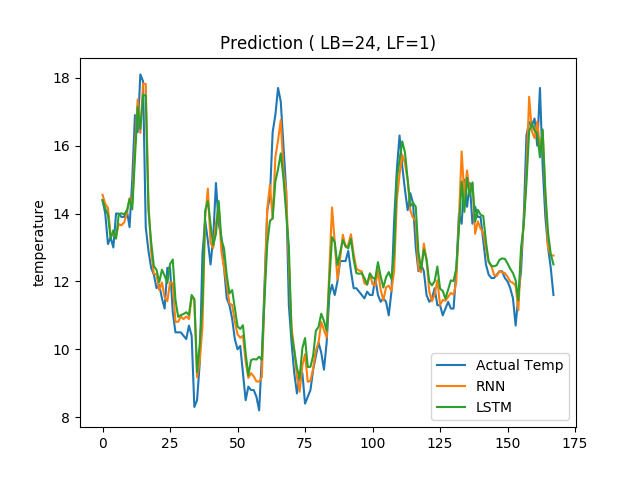 Prediction ( LB=24, LF=1)
temperature
18
16
14
12
10
8
0 25 50 75 100 125 150 175
Actual Temp
RNN
LSTM